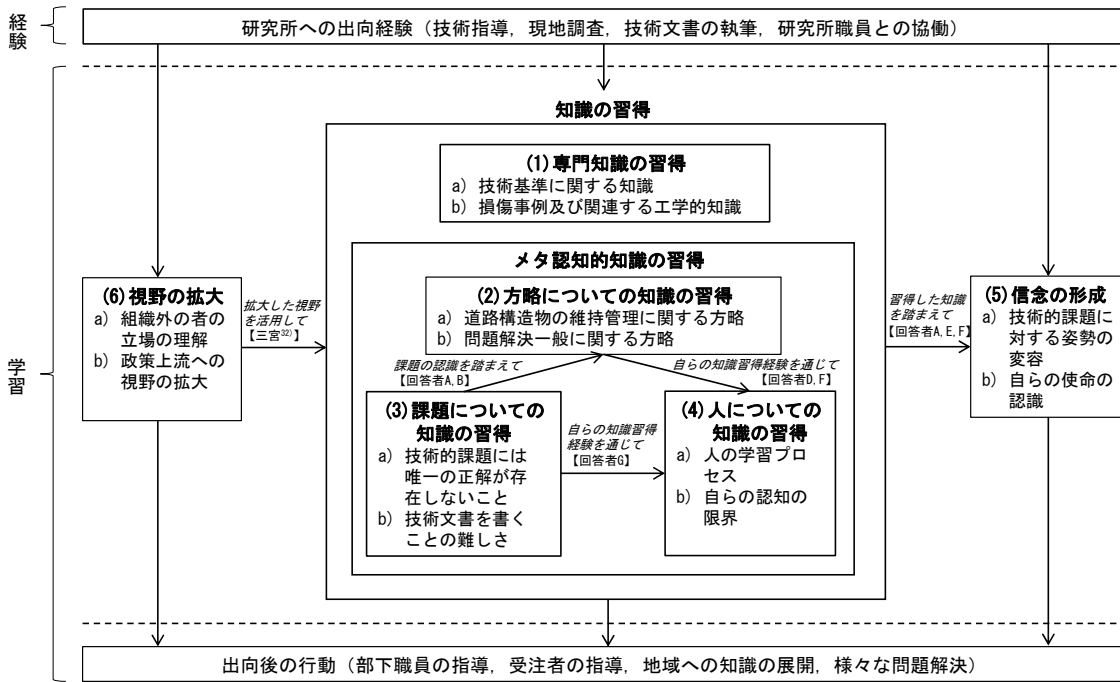 経験
研究所への出向経験（技術指導，現地調査，技術文書の執筆，研究所職員との協働）
学習
知識の習得
(1)専門知識の習得
a) 技術基準に関する知識
b) 損傷事例及び関連する工学的知識
メタ認知的知識の習得
(2)方略についての知識の習得
a) 道路構造物の維持管理に関する方略
b) 問題解決一般に関する方略
(6)視野の拡大
a) 組織外の者の
立場の理解
b) 政策上流への
視野の拡大
拡大した視野
を活用して
【三宮32)】
課題の認識を踏まえて
【回答者A,B】
自らの知識習得経験を通じて
【回答者D,F】
(3)課題についての
知識の習得
a) 技術的課題には
唯一の正解が存
在しないこと
b) 技術文書を書く
ことの難しさ
自らの知識習得
経験を通じて
【回答者G】
(4)人についての
知識の習得
a) 人の学習プロ
セス
b) 自らの認知の
限界
習得した知識
を踏まえて
【回答者A,E,F】
(5)信念の形成
a) 技術的課題に
対する姿勢の
変容
b) 自らの使命の
認識
出向後の行動（部下職員の指導，受注者の指導，地域への知識の展開，様々な問題解決）